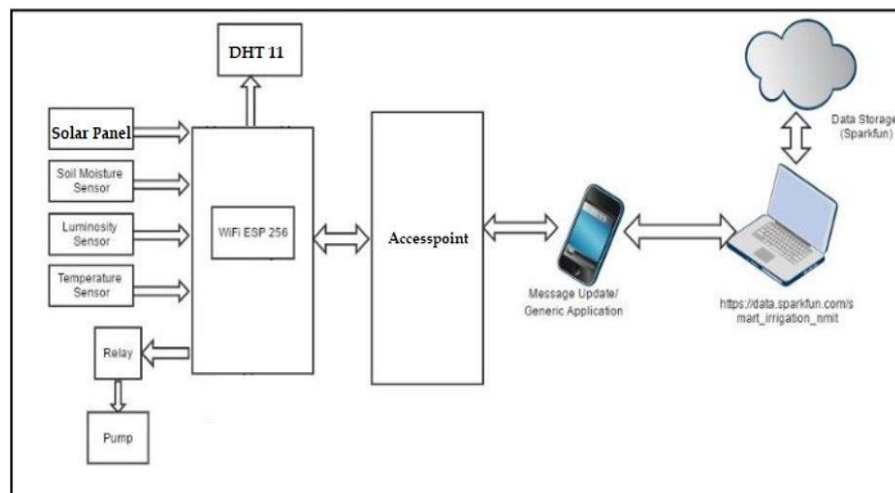 DHT 11
Solar Panel
Soil Moisture
Sensor
Luminosity
Sensor
Temperature
Sensor
WiFi ESP 256
Relay
Pump
Accesspoint
Message Update/
Generic Application
Data Storage
(Sparkfun)
https://data.sparkfun.com/s
mart_irrigation_nmit